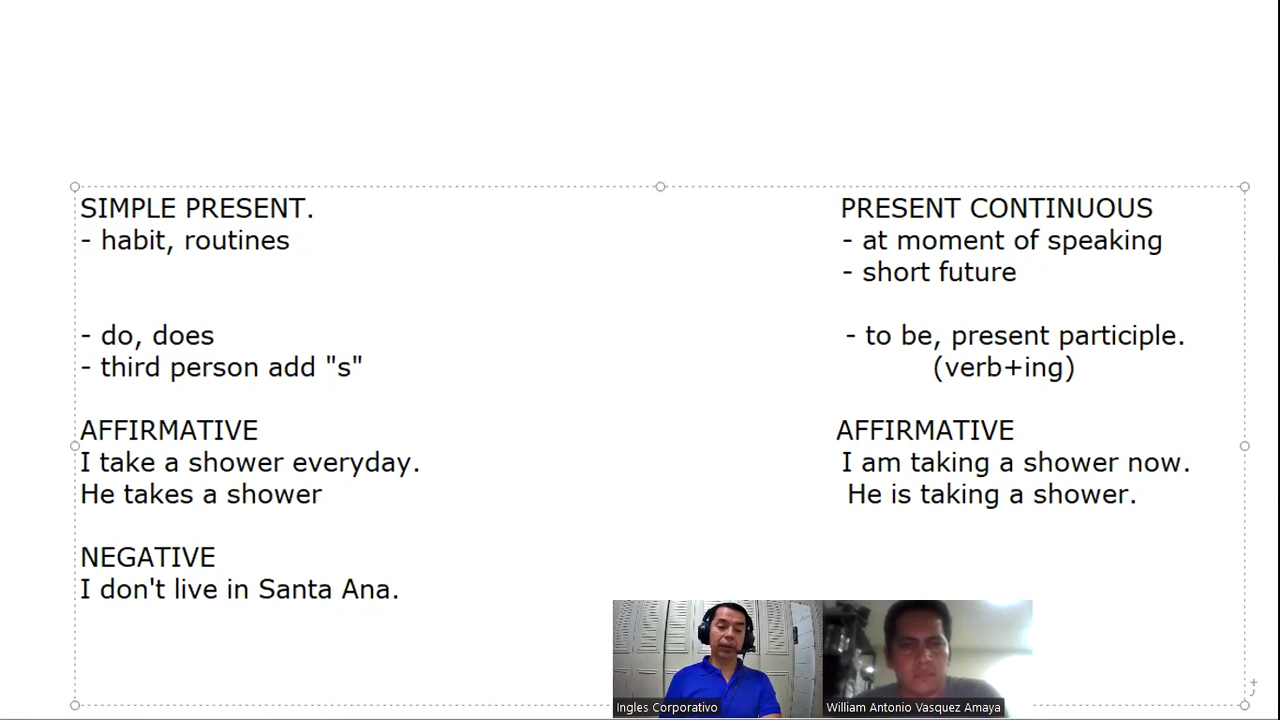 SIMPLE PRESENT.
- habit, routines
- do, does
- third person add "s"
AFFIRMATIVE
I take a shower everyday.
He takes a shower
NEGATIVE
I don't live in Santa Ana.
PRESENT CONTINUOUS
- at moment of speaking
- short future
- to be, present participle.
(verb+ing)
AFFIRMATIVE
I am taking a shower now.
He is taking a shower.
Ingles Corporativo
William Antonio Vasquez Amaya